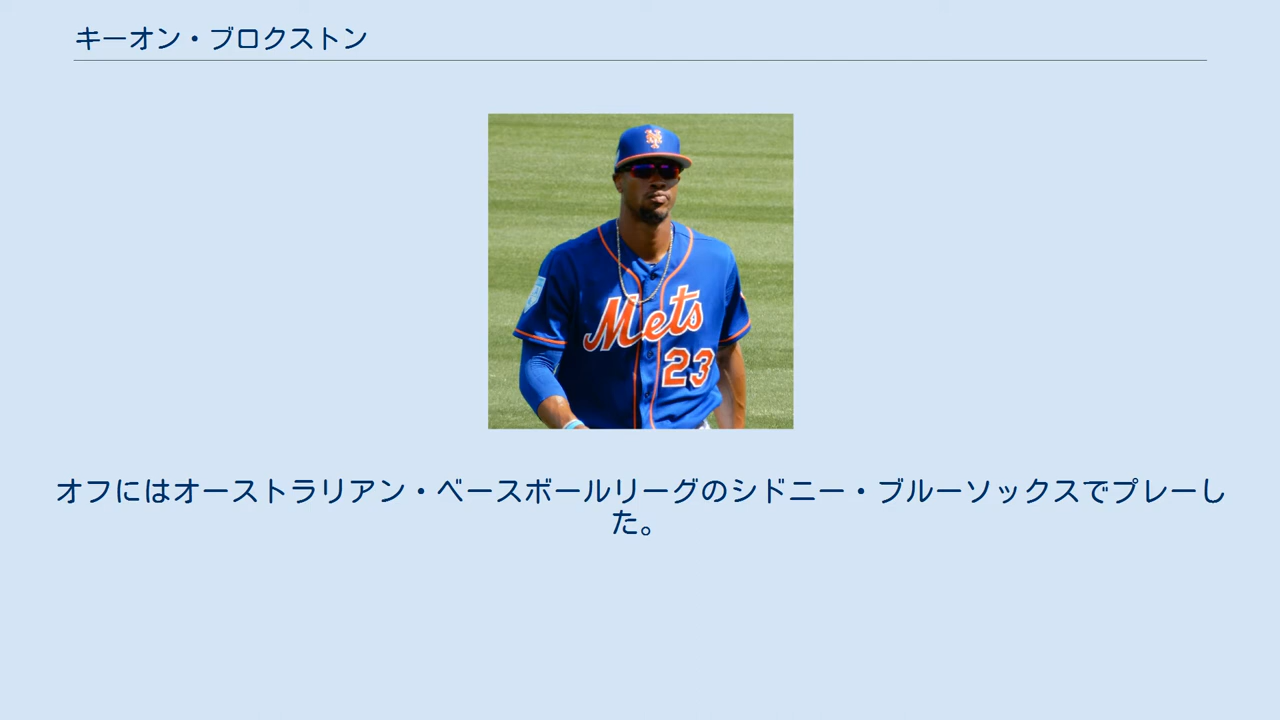 キーオン・ブロクストン
Mets
23
オフにはオーストラリアン・ベースボールリーグのシドニー・ブルーソックスでプレーし
た。